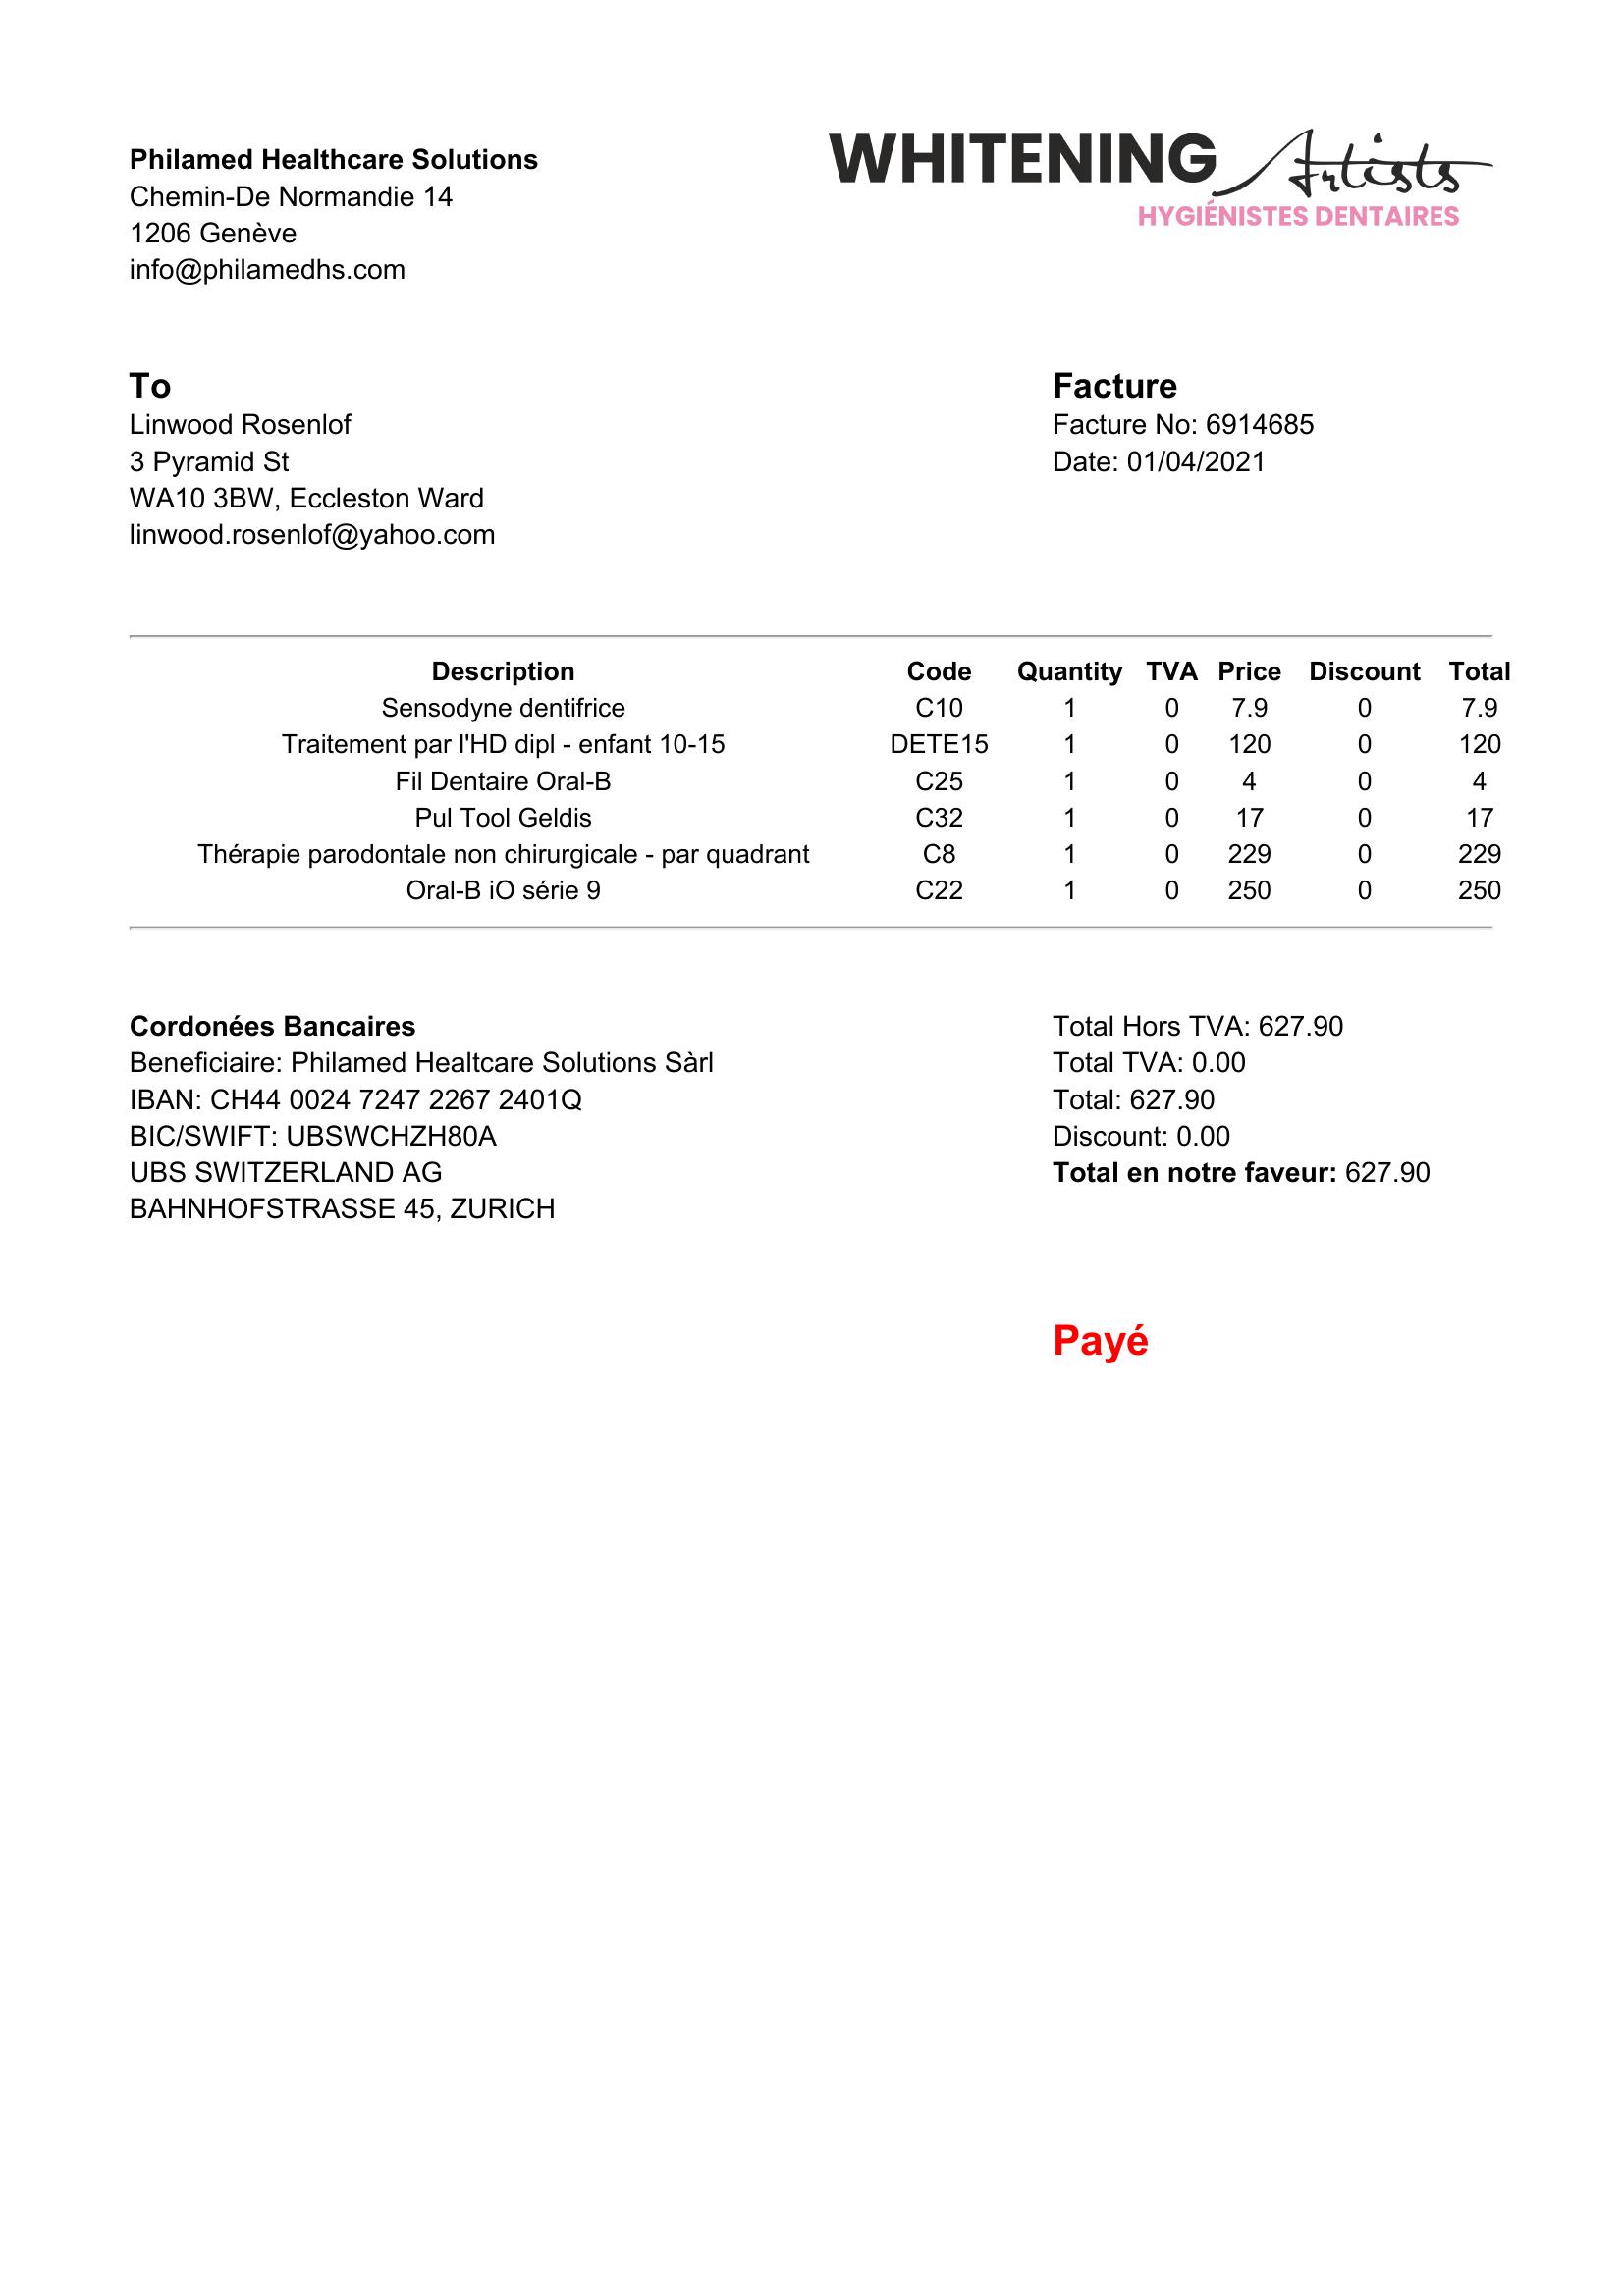 Philamed Healthcare Solutions
Chemin-De Normandie 14
1206 Genève
info@philamedhs.com
WHITENING Artists
HYGIÉNISTES DENTAIRES
To
Linwood Rosenlof
3 Pyramid St
WA10 3BW, Eccleston Ward
linwood.rosenlof@yahoo.com
Facture
Facture No: 6914685
Date: 01/04/2021
Description Code Quantity TVA Price Discount Total
Sensodyne dentifrice C10 1 0 7.9 0 7.9
Traitement par l'HD dipl - enfant 10-15 DETE15 1 0 120 0 120
Fil Dentaire Oral-B C25 1 0 4 0 4
Pul Tool Geldis C32 1 0 17 0 17
Thérapie parodontale non chirurgicale - par quadrant C8 1 0 229 0 229
Oral-B iO série 9 C22 1 0 250 0 250
Cordonées Bancaires
Beneficiaire: Philamed Healtcare Solutions Sàrl
IBAN: CH44 0024 7247 2267 2401Q
BIC/SWIFT: UBSWCHZH80A
UBS SWITZERLAND AG
BAHNHOFSTRASSE 45, ZURICH
Total Hors TVA: 627.90
Total TVA: 0.00
Total: 627.90
Discount: 0.00
Total en notre faveur: 627.90
Payé